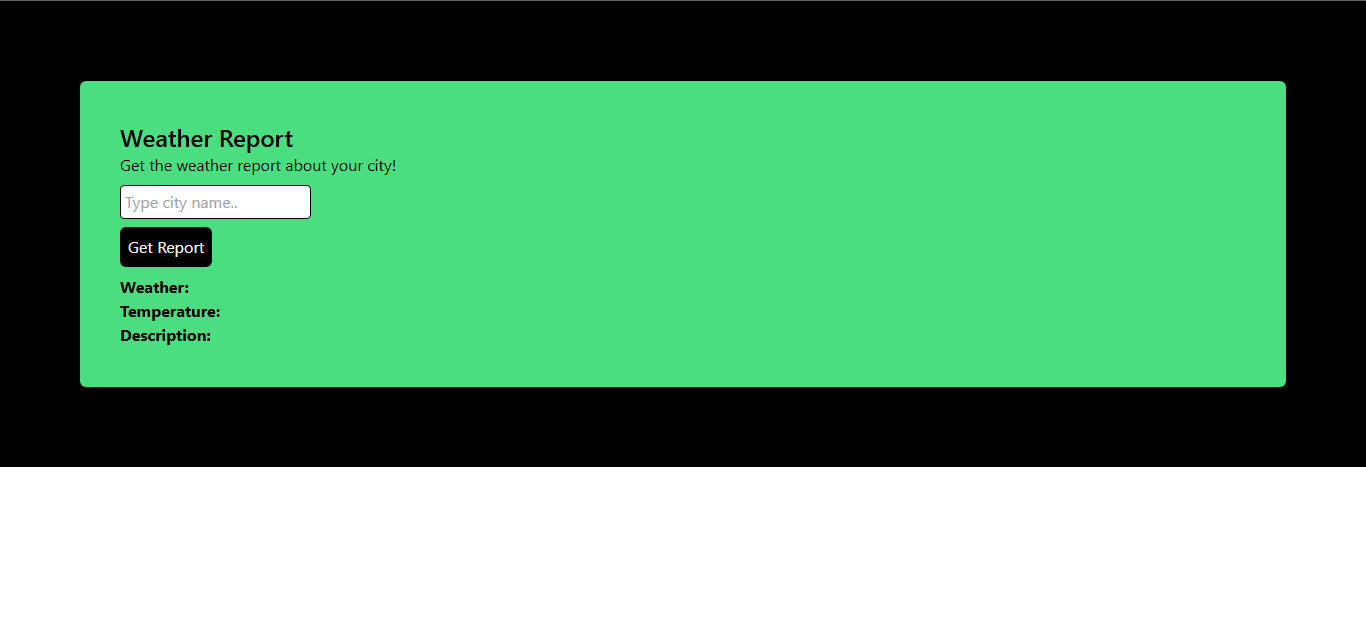 Weather Report
Get the weather report about your city!
Type city name..
Get Report
Weather:
Temperature:
Description: